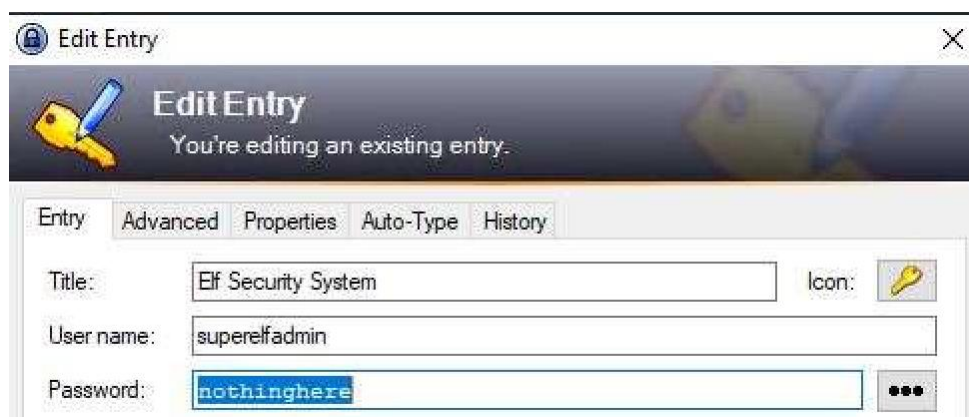 Edit Entry
Edit Entry
You're editing an existing entry.
Entry Advanced Properties Auto-Type History
Title: Elf Security System Icon:
User name: superelfadmin
Password: nothinghere